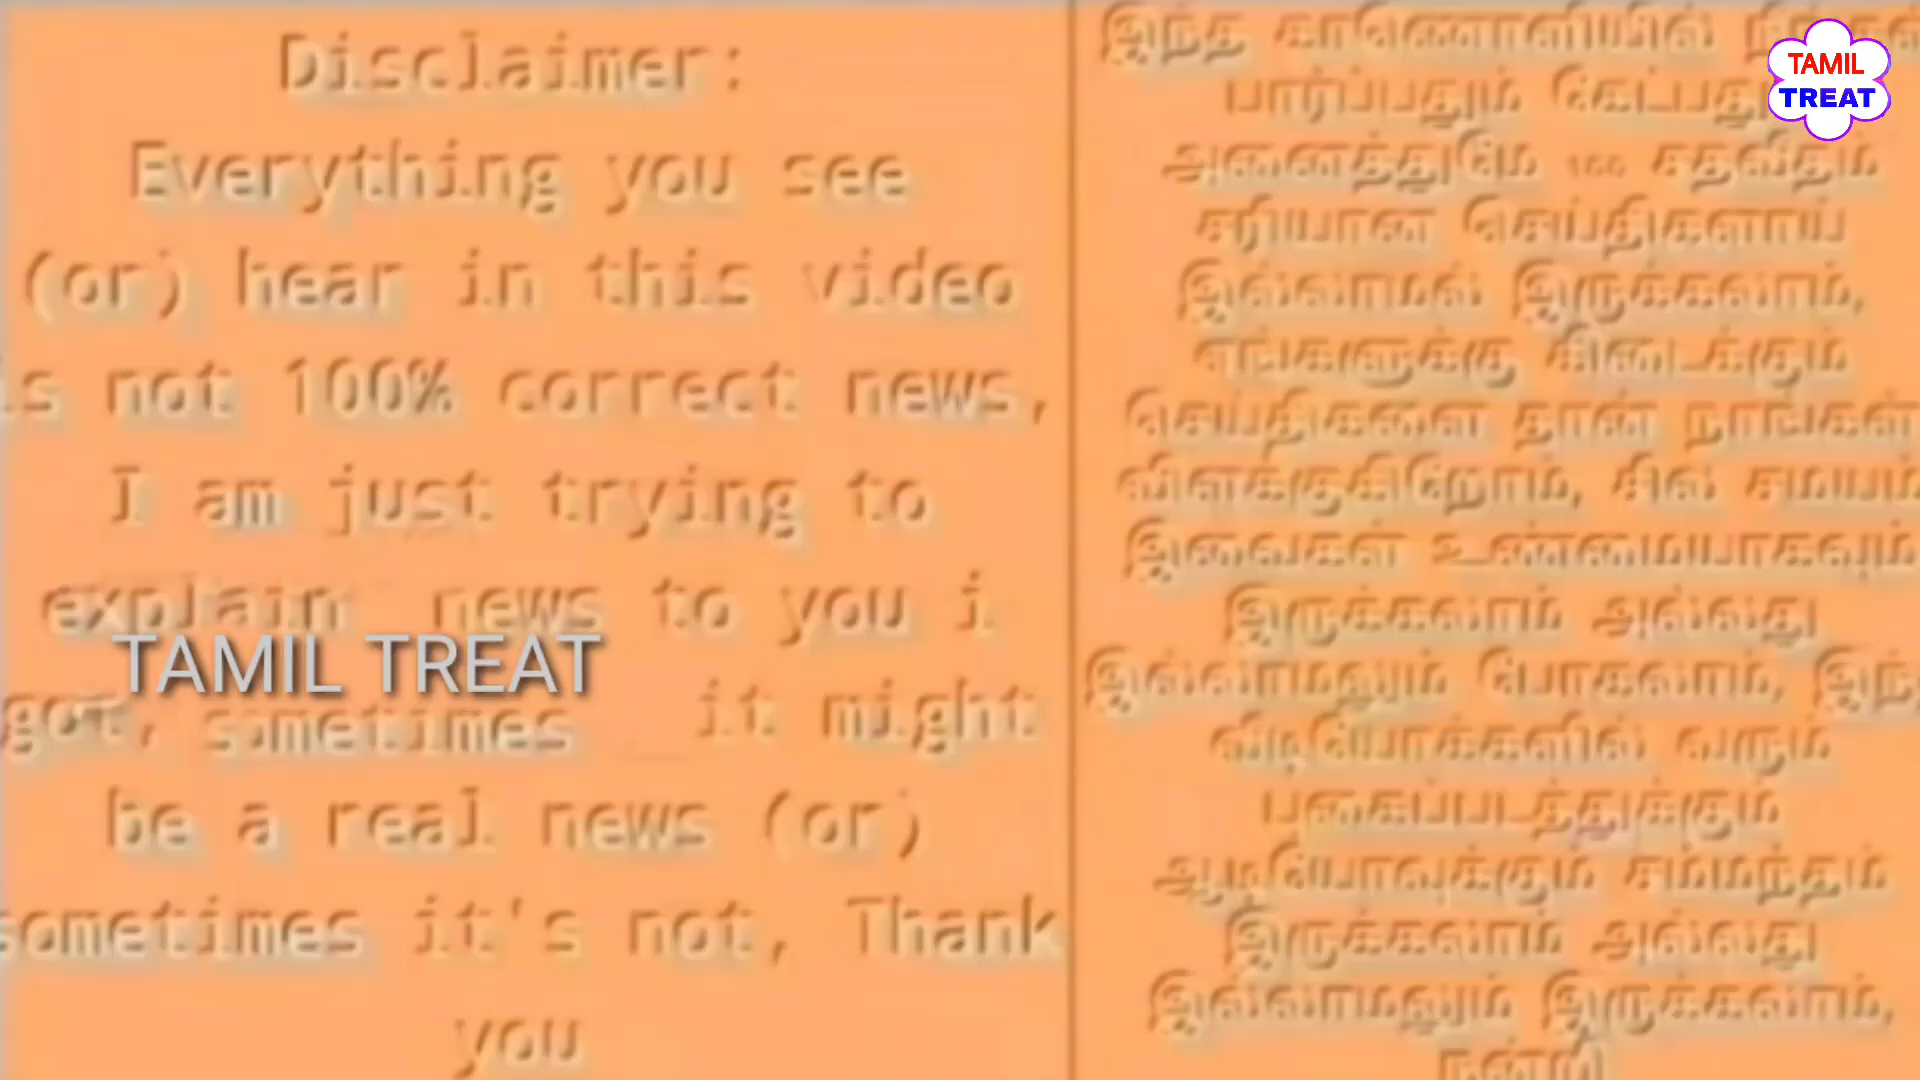 Disclaimer:
Everything you see
(or) hear in this video
is not 100% correct news,
I am just trying to
explain news to you i
got, sometimes it might
be a real news (or)
sometimes it's not, Thank
you
TAMIL TREAT
இந்த காணொளியில்
பார்ப்பதும்
அனைத்துமே 100 சதவீதம்
சரியான செய்திகளாய்
இல்லாமல் இருக்கலாம்,
எங்களுக்கு கிடைக்கும்
செய்திகளை தான் நாங்கள்
விளக்குகிறோம், சில சமயம்
இவைகள் உண்மையாகவும்
இருக்கலாம் அல்லது
இல்லாமலும் போகலாம்,
வீடியோக்களில் வரும்
புகைப்படத்துக்கும்
ஆடியோவுக்கும் சம்மந்தம்
இருக்கலாம் அல்லது
இல்லாமலும் இருக்கலாம்,
நன்றி
TAMIL
TREAT